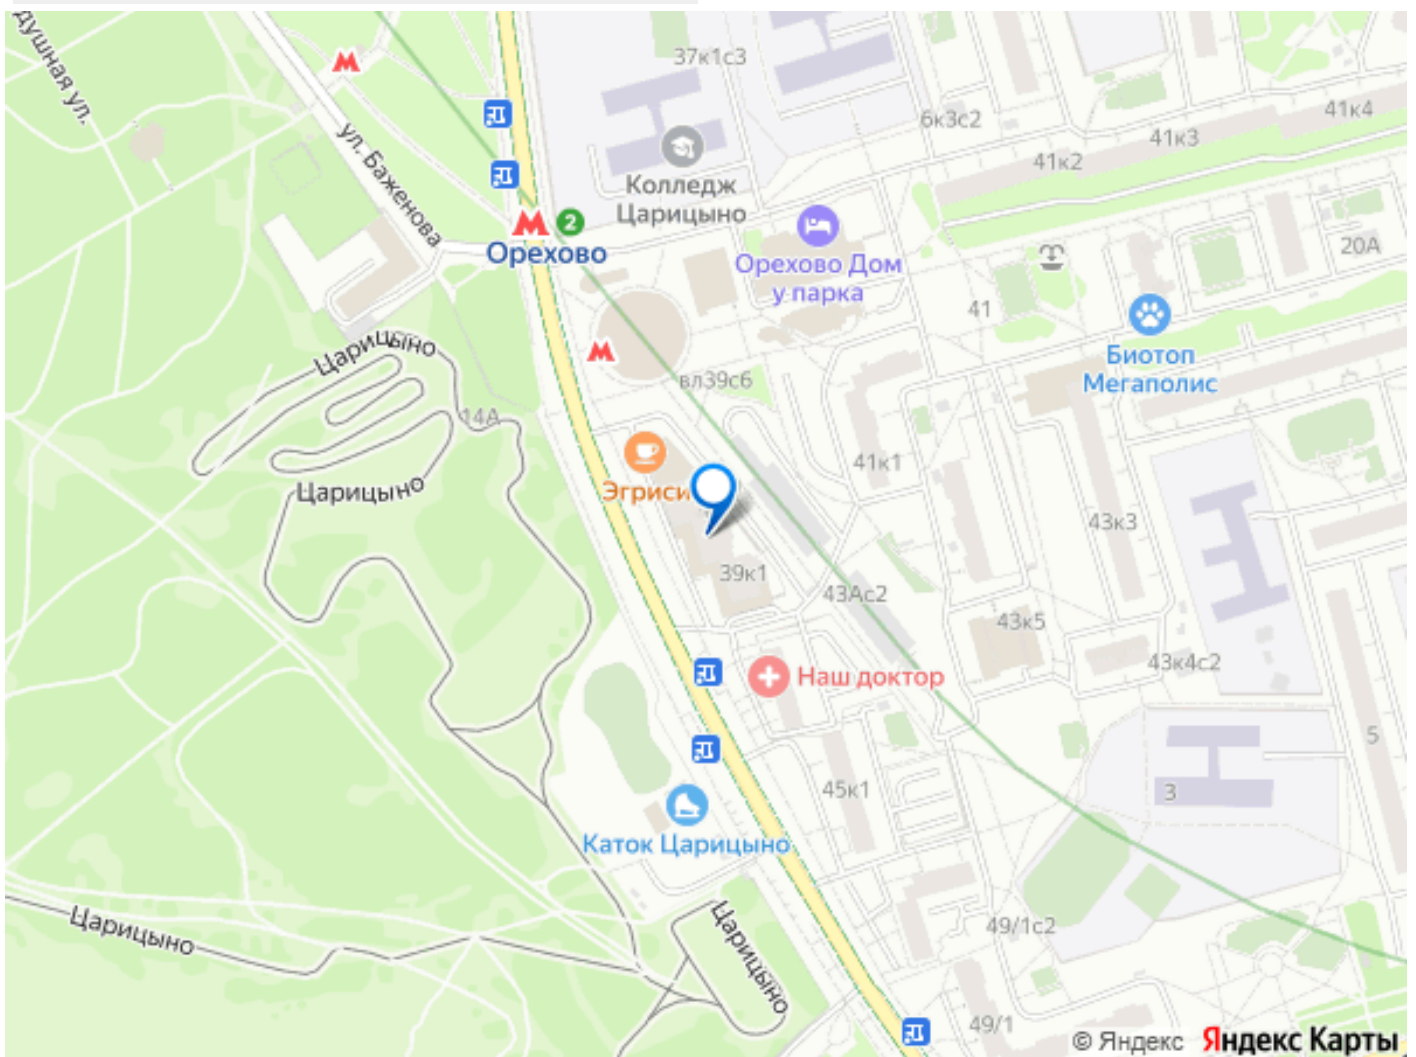 душная ул.
37к1с3
41к4
6к3с2
41к3
41к2
ул. Баженова
Колледж
Царицыно
2
Орехово
Орехово Дом
у парка
20А
41
Биотоп
Мегаполис
Царицыно
вл39с6
14А
41к1
Эгриси
Царицыно
43к3
39к1
43Ас2
43к5
43к4с2
Наш доктор
5
45к1
3
Каток Царицыно
Царицыно
Царицыно
49/1с2
49/1
© Яндекс Яндекс Карты